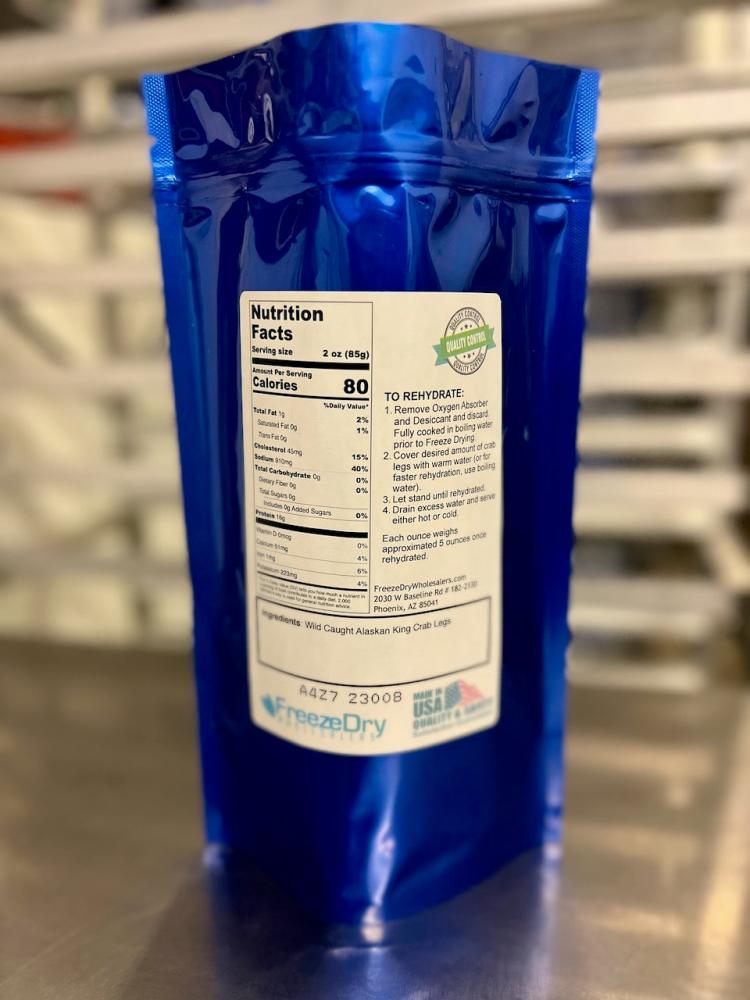 Nutrition
Facts
Serving size 2 oz (85g)
Amount Per Serving
Calories 80
%Daily Value*
Total Fat 1g 2%
Saturated Fat 0g 1%
Trans Fat 0g
Cholesterol 45mg 15%
Sodium 910mg 40%
Total Carbohydrate 0g 0%
Dietary Fiber 0g 0%
Total Sugars 0g
Includes 0g Added Sugars 0%
Protein 16g
Vitamin D 0mcg 0%
Calcium 51mg 4%
Iron 1mg 6%
Potassium 223mg 4%
QUALITY CONTROL
QUALITY CONTROL
QUALITY CONTROL
TO REHYDRATE:
1. Remove Oxygen Absorber
and Desiccant and discard.
Fully cooked in boiling water
prior to Freeze Drying.
2. Cover desired amount of crab
legs with warm water (or for
faster rehydration, use boiling
water).
3. Let stand until rehydrated.
4. Drain excess water and serve
either hot or cold.
Each ounce weighs
approximated 5 ounces once
rehydrated.
FreezeDryWholesalers.com
2030 W Baseline Rd # 182-2130
Phoenix, AZ 85041
Ingredients: Wild Caught Alaskan King Crab Legs
A4Z7 23008
FreezeDry
WHOLESALERS
MADE IN
USA
QUALITY &